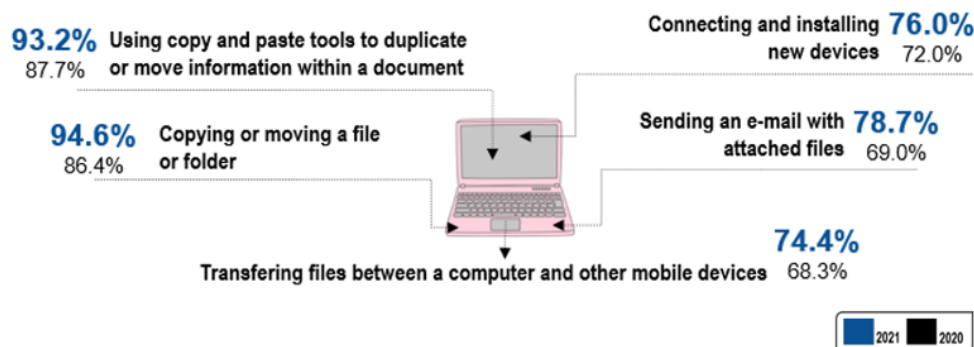 93.2% Using copy and paste tools to duplicate
87.7% or move information within a document
Connecting and installing 76.0%
new devices 72.0%
94.6% Copying or moving a file
86.4% or folder
Sending an e-mail with 78.7%
attached files 69.0%
74.4%
Transfering files between a computer and other mobile devices 68.3%
2021 2020